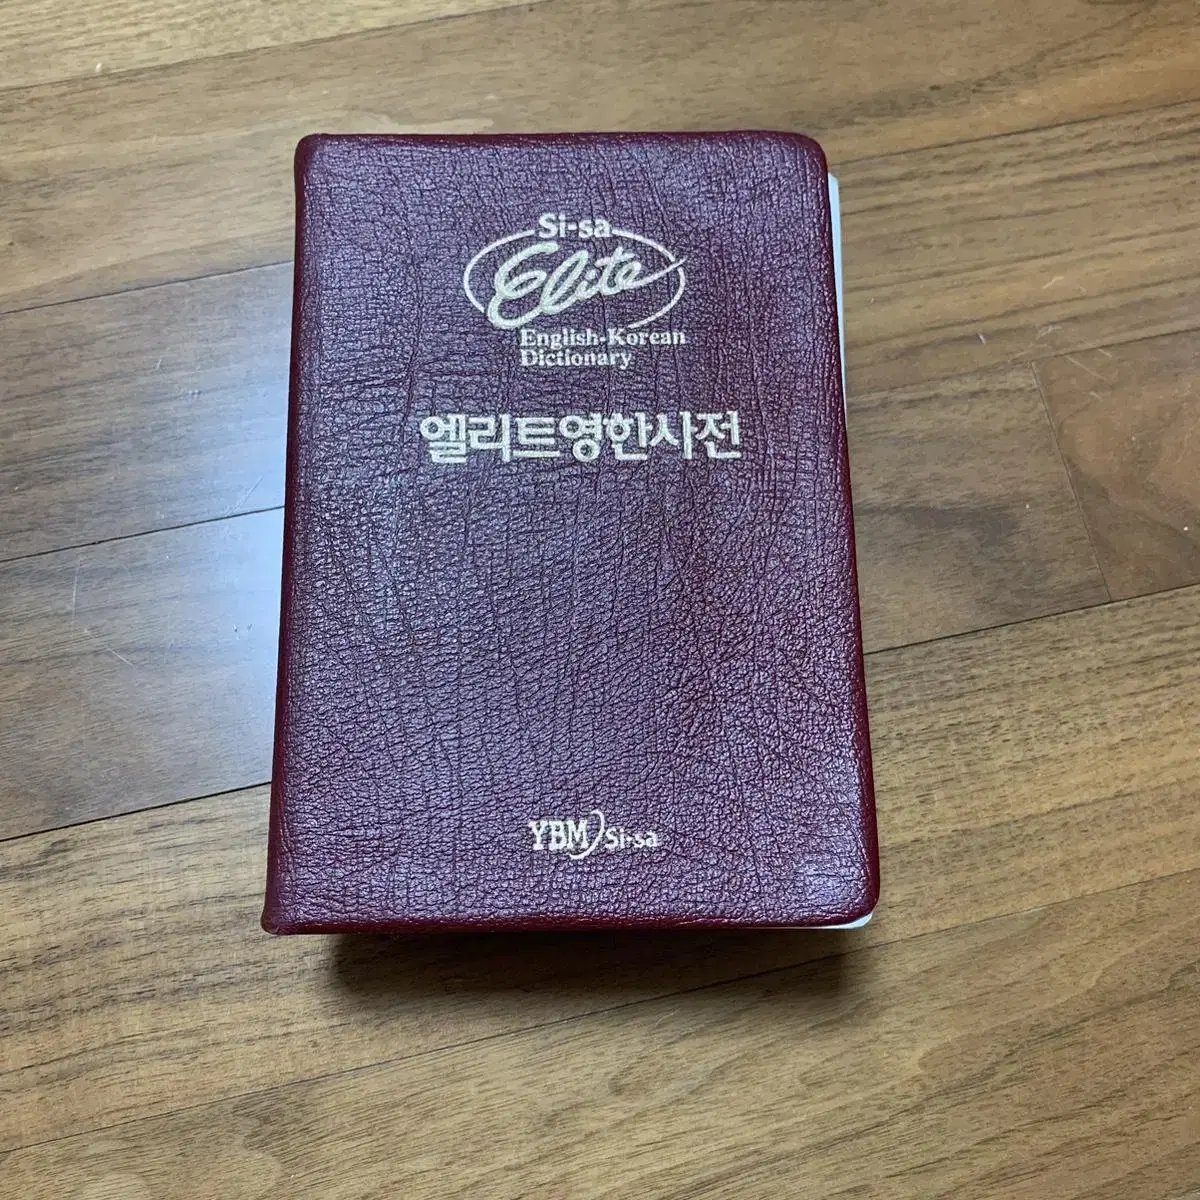 Si-sa
Elite
English-Korean
Dictionary
엘리트영한사전
YBM Si-sa